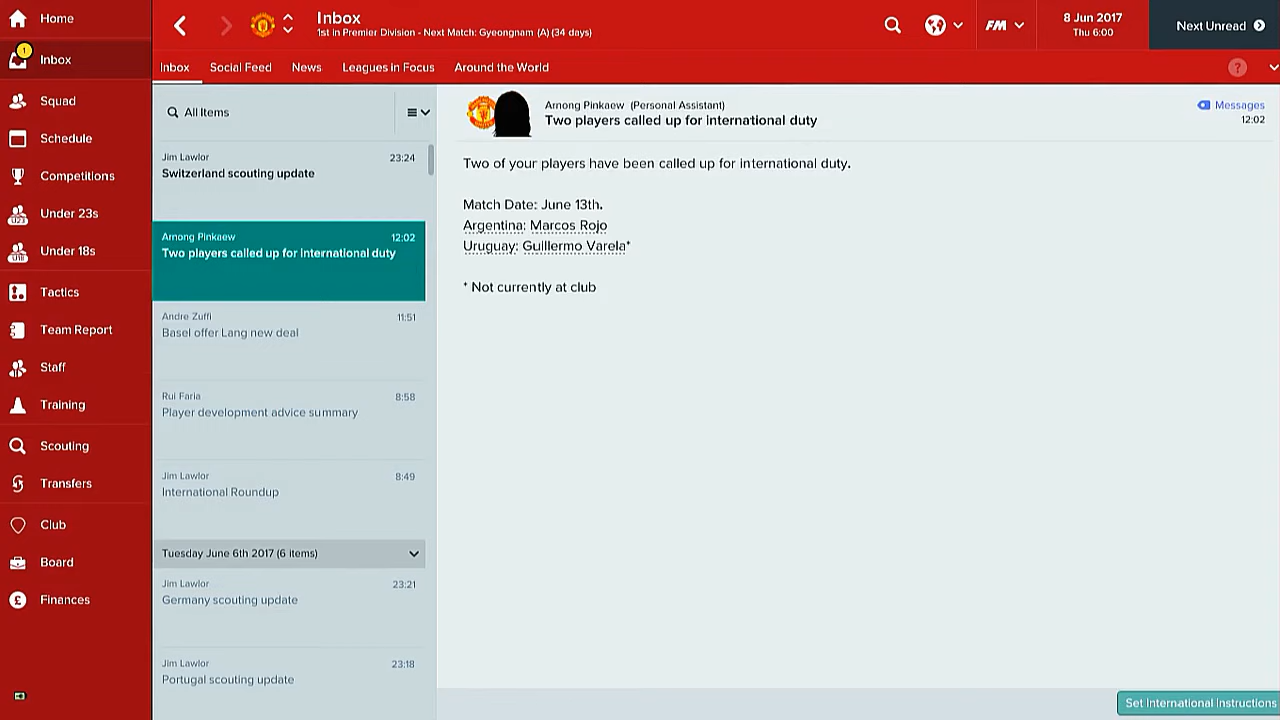 Home
1
Inbox
Squad
Schedule
Competitions
Under 23s
Under 18s
Tactics
Team Report
Staff
Training
Scouting
Transfers
Club
Board
Finances
Inbox
1st in Premier Division - Next Match: Gyeongnam (A) (34 days)
FM
8 Jun 2017
Thu 6:00
Next Unread
Inbox
Social Feed
News
Leagues in Focus
Around the World
?
All Items
Jim Lawlor 23:24
Switzerland scouting update
Arnong Pinkaew 12:02
Two players called up for international duty
Andre Zuffi 11:51
Basel offer Lang new deal
Rui Faria 8:58
Player development advice summary
Jim Lawlor 8:49
International Roundup
Tuesday June 6th 2017 (6 items)
Jim Lawlor 23:21
Germany scouting update
Jim Lawlor 23:18
Portugal scouting update
Arnong Pinkaew (Personal Assistant)
Two players called up for international duty
Messages
12:02
Two of your players have been called up for international duty.
Match Date: June 13th.
Argentina: Marcos Rojo
Uruguay: Guillermo Varela*
* Not currently at club
Set International Instructions